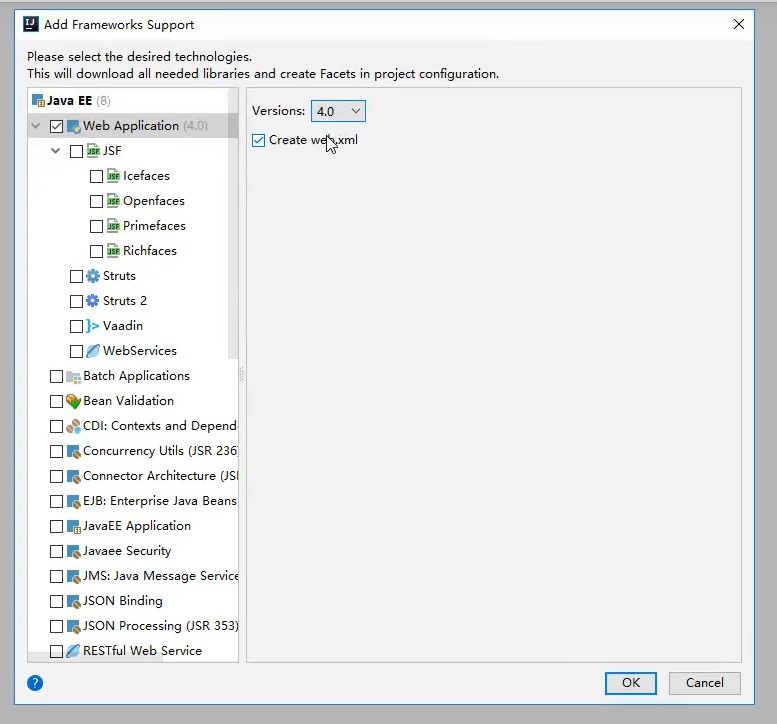 Add Frameworks Support
Please select the desired technologies.
This will download all needed libraries and create Facets in project configuration.
Java EE (8)
Web Application (4.0)
JSF
Icefaces
Openfaces
Primefaces
Richfaces
Struts
Struts 2
Vaadin
WebServices
Batch Applications
Bean Validation
CDI: Contexts and Depend
Concurrency Utils (JSR 236
Connector Architecture (JSI
EJB: Enterprise Java Beans
JavaEE Application
Javaee Security
JMS: Java Message Service
JSON Binding
JSON Processing (JSR 353)
RESTful Web Service
Versions: 4.0
Create web.xml
? OK Cancel